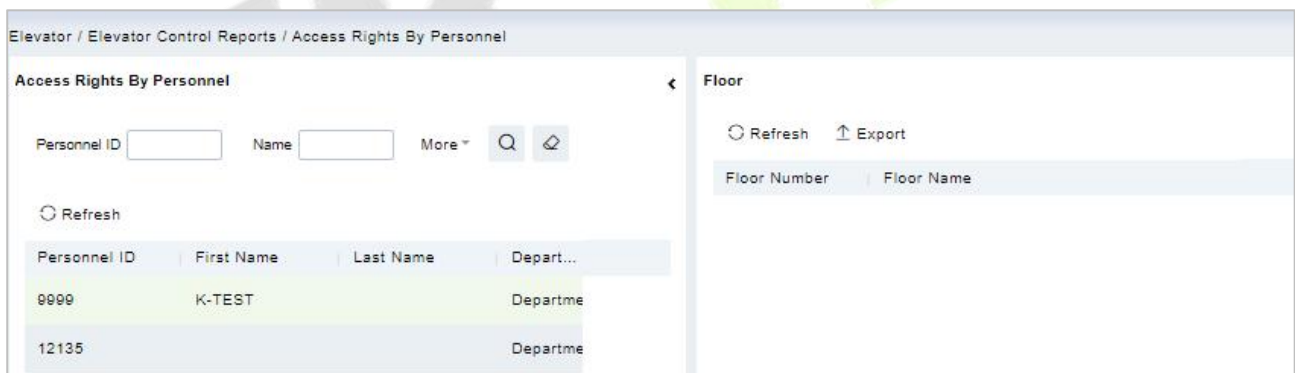 Elevator / Elevator Control Reports / Access Rights By Personnel
Access Rights By Personnel
Personnel ID Name More
Refresh
Personnel ID First Name Last Name Depart...
9999 K-TEST Departme
12135 Departme
Floor
Refresh Export
Floor Number Floor Name